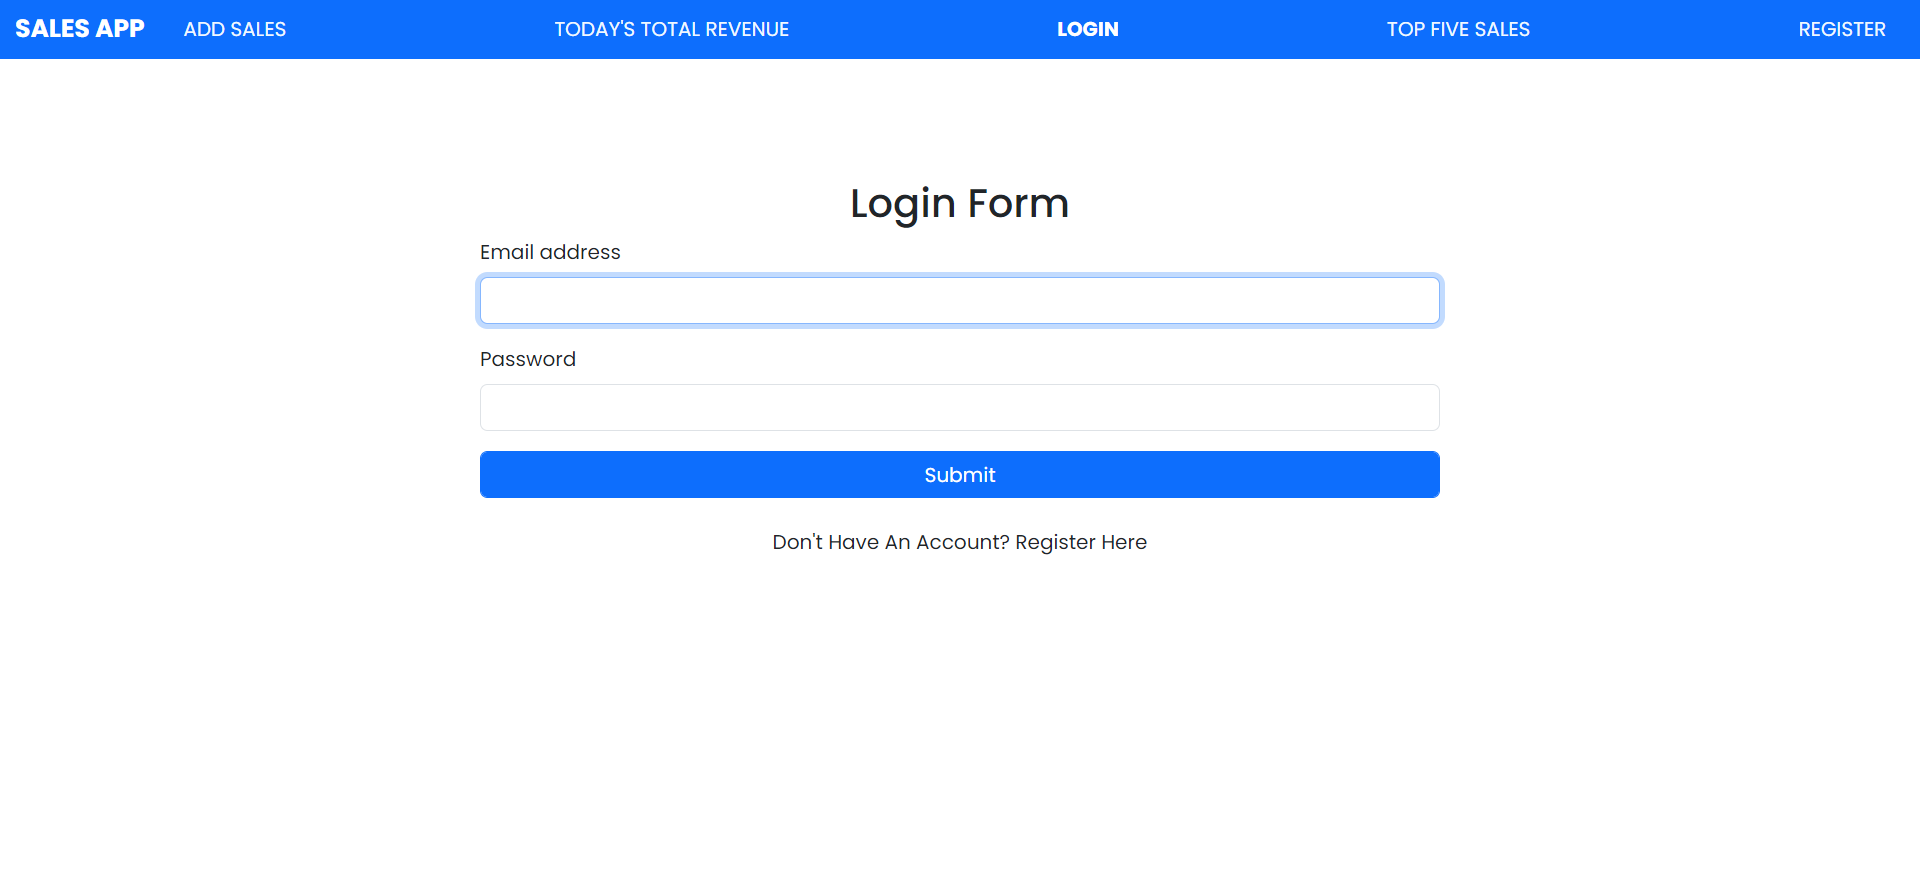 SALES APP ADD SALES TODAY'S TOTAL REVENUE LOGIN TOP FIVE SALES REGISTER
Login Form
Email address
Password
Submit
Don't Have An Account? Register Here